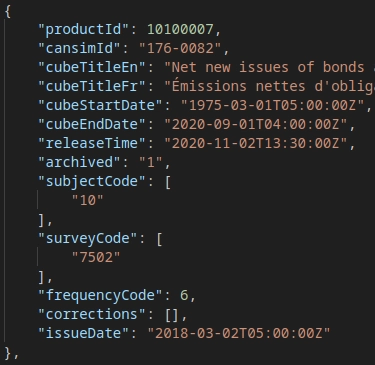 {
"productId": 10100007,
"cansimId": "176-0082",
"cubeTitleEn": "Net new issues of bonds
"cubeTitleFr": "Émissions nettes d'oblig
"cubeStartDate": "1975-03-01T05:00:00Z",
"cubeEndDate": "2020-09-01T04:00:00Z",
"releaseTime": "2020-11-02T13:30:00Z",
"archived": "1",
"subjectCode": [
"10"
],
"surveyCode": [
"7502"
],
"frequencyCode": 6,
"corrections": [],
"issueDate": "2018-03-02T05:00:00Z"
},